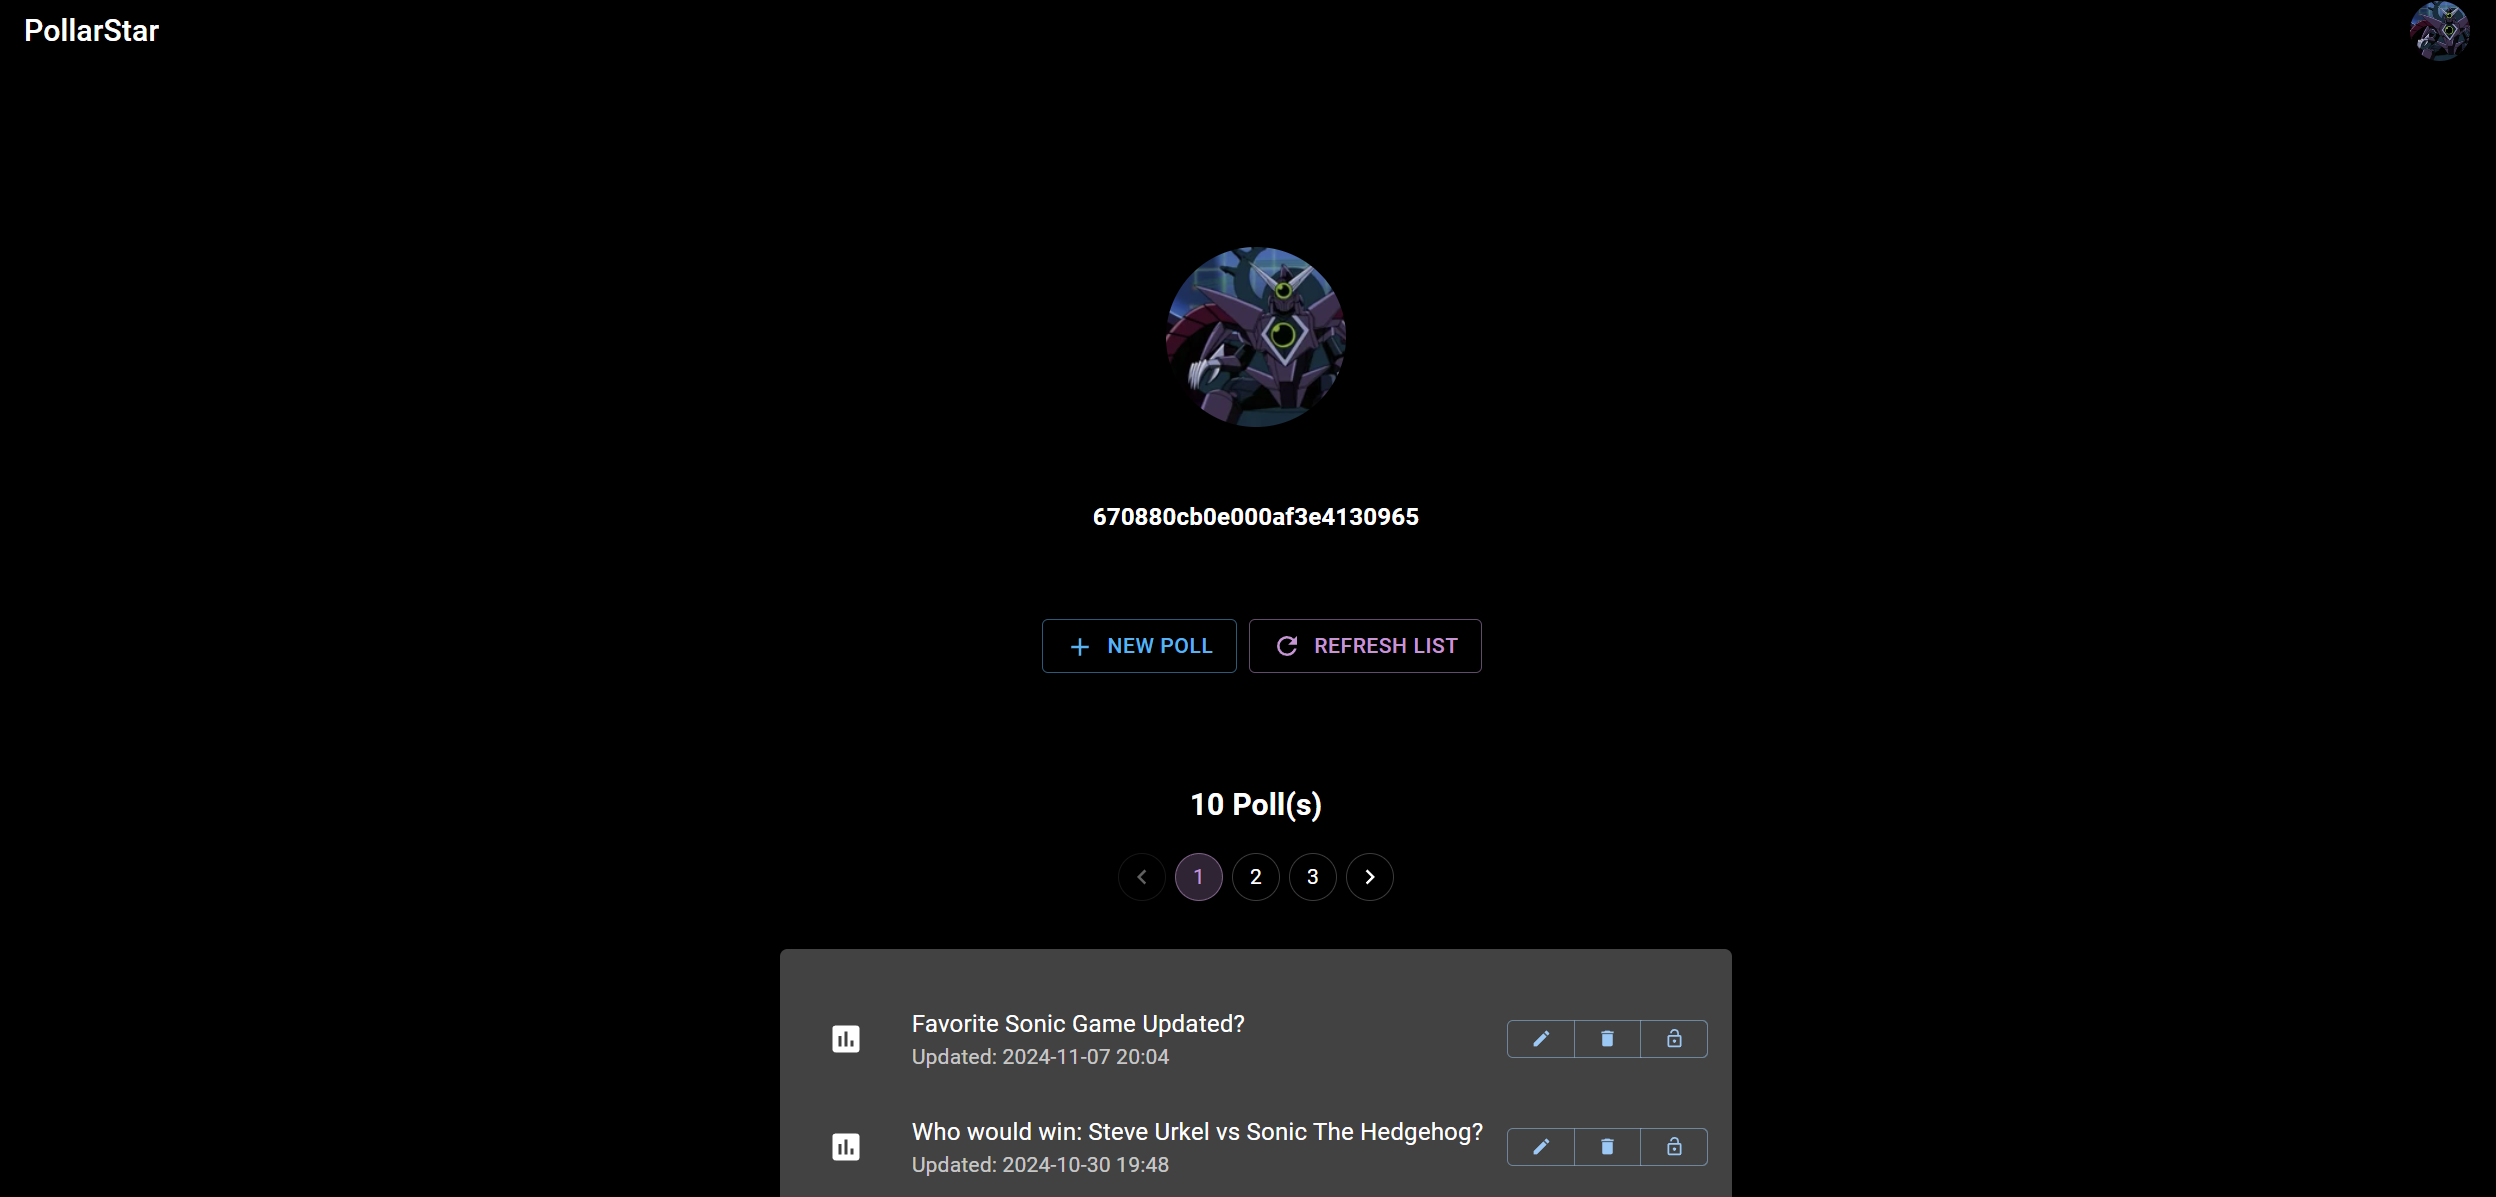 PollarStar
670880cb0e000af3e4130965
NEW POLL
REFRESH LIST
10 Poll(s)
1 2 3
Favorite Sonic Game Updated?
Updated: 2024-11-07 20:04
Who would win: Steve Urkel vs Sonic The Hedgehog?
Updated: 2024-10-30 19:48